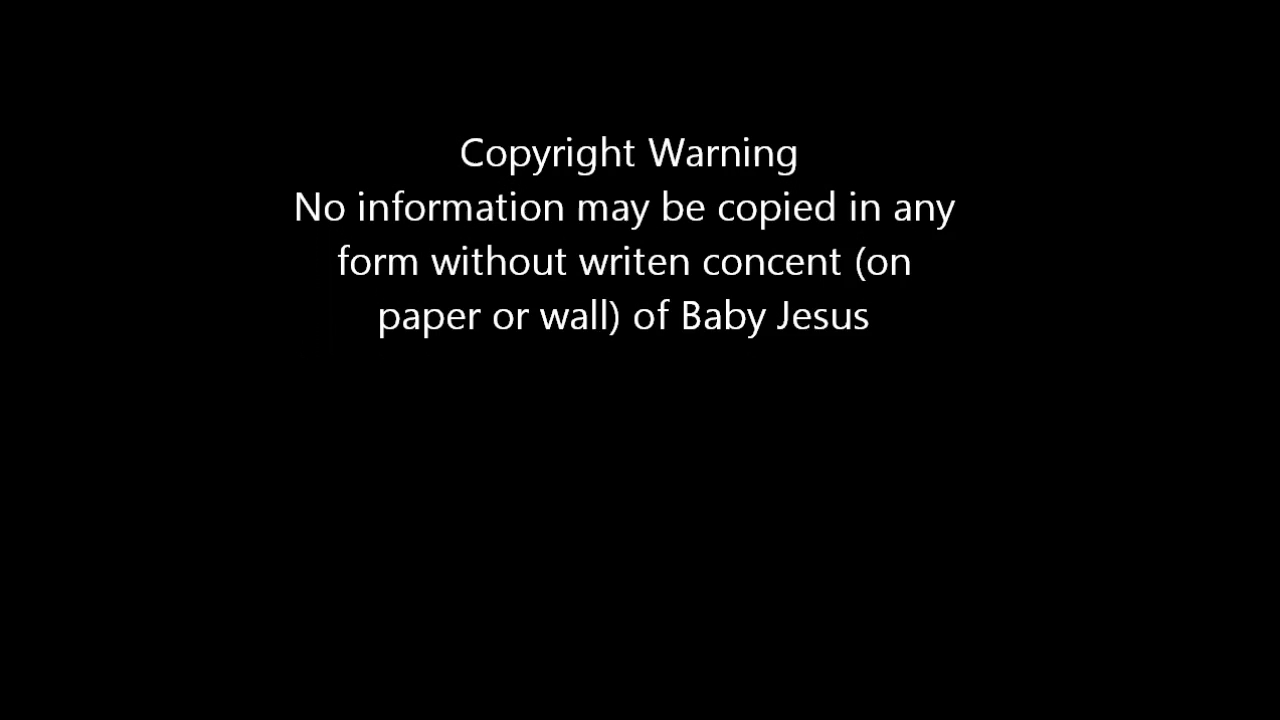 Copyright Warning
No information may be copied in any
form without writen concent (on
paper or wall) of Baby Jesus